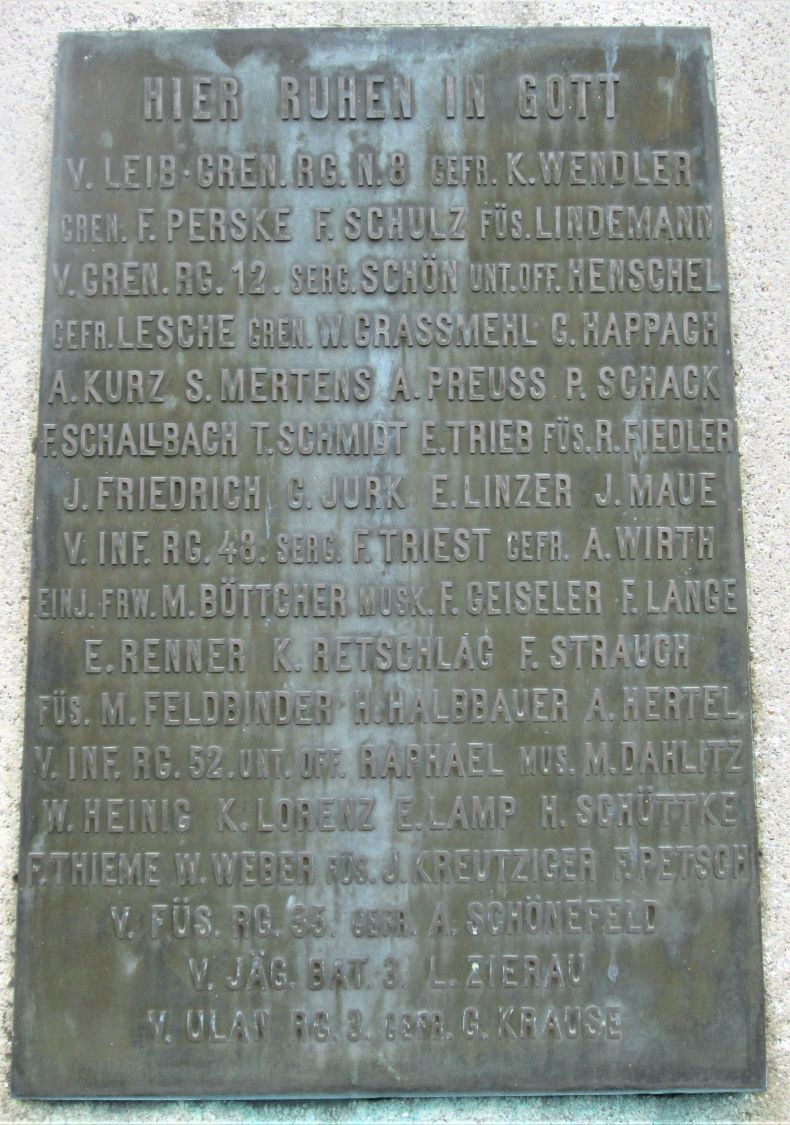 HIER RUHEN IN GOTT
V. LEIB-GREN. RG. N. 8 GEFR. K. WENDLER
GREN. F. PERSKE F. SCHULZ FÜS. LINDEMANN
V. GREN. RG. 12. SERG. SCHÖN UNT. OFF. HENSCHEL
GEFR. LESCHE GREN. W. GRASSMEHL G. HAPPACH
A. KURZ S. MERTENS A. PREUSS P. SCHACK
F. SCHALLBACH T. SCHMIDT E. TRIEB FÜS. R. FIEDLER
J. FRIEDRICH G. JURK E. LINZER J. MAUE
V. INF. RG. 48. SERG. F. TRIEST GEFR. A. WIRTH
EINJ. FRW. M. BÖTTCHER MUSK. F. GEISELER F. LANGE
E. RENNER K. RETSCHLAG F. STRAUCH
FÜS. M. FELDBINDER H. HALBBAUER A. HERTEL
V. INF. RG. 52. UNT. OFF. RAPHAEL MUS. M. DAHLITZ
W. HEINIG K. LORENZ E. LAMP H. SCHÜTTKE
F. THIEME W. WEBER FÜS. J. KREUTZIGER F. PETSCH
V. FÜS. RG. 35. GEFR. A. SCHÖNEFELD
V. JÄG. BAT. 3. L. ZIERAU
V. ULAN RG. 3. GEFR. G. KRAUSE